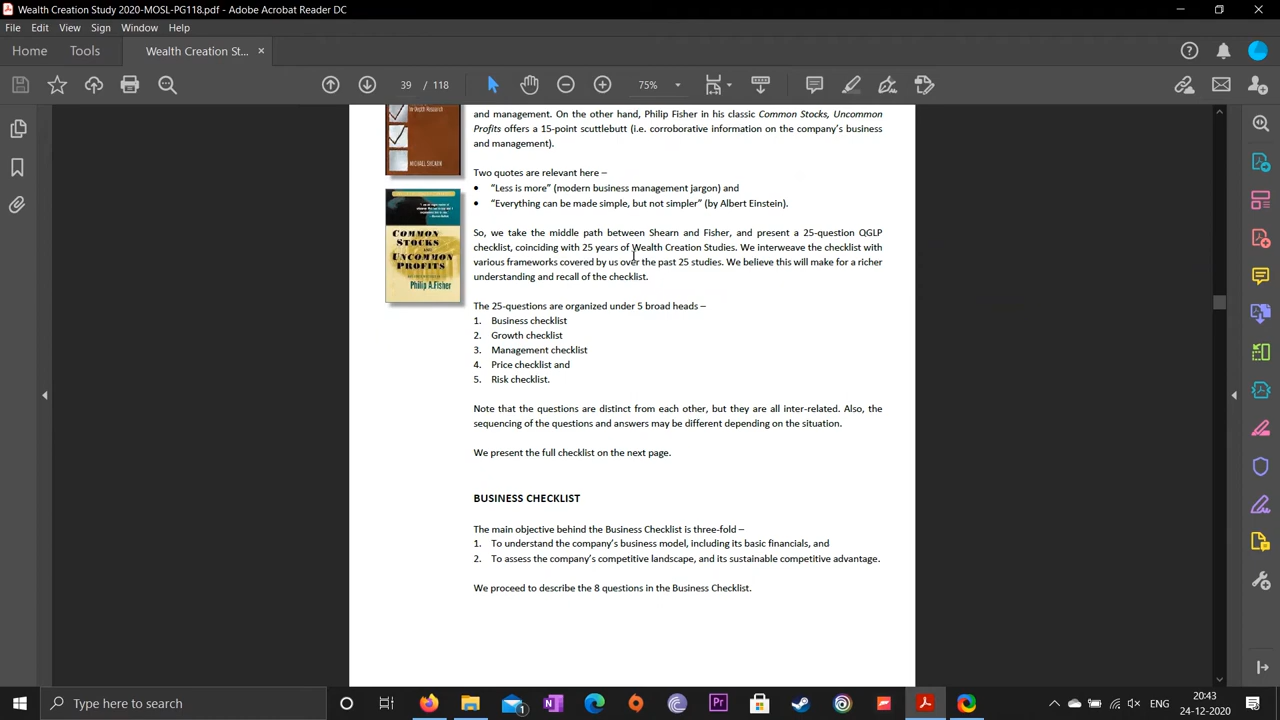 Wealth Creation Study 2020-MOSL-PG118.pdf - Adobe Acrobat Reader DC
File Edit View Sign Window Help
Home Tools Wealth Creation St... ×
39 / 118 75%
In Depth Research
MICHAEL SHEARN
and management. On the other hand, Philip Fisher in his classic Common Stocks, Uncommon
Profits offers a 15-point scuttlebutt (i.e. corroborative information on the company's business
and management).
Two quotes are relevant here –
• "Less is more" (modern business management jargon) and
• "Everything can be made simple, but not simpler" (by Albert Einstein).
COMMON
STOCKS
AND
UNCOMMON
PROFITS
Philip A.Fisher
So, we take the middle path between Shearn and Fisher, and present a 25-question QGLP
checklist, coinciding with 25 years of Wealth Creation Studies. We interweave the checklist with
various frameworks covered by us over the past 25 studies. We believe this will make for a richer
understanding and recall of the checklist.
The 25-questions are organized under 5 broad heads –
1. Business checklist
2. Growth checklist
3. Management checklist
4. Price checklist and
5. Risk checklist.
Note that the questions are distinct from each other, but they are all inter-related. Also, the
sequencing of the questions and answers may be different depending on the situation.
We present the full checklist on the next page.
BUSINESS CHECKLIST
The main objective behind the Business Checklist is three-fold –
1. To understand the company's business model, including its basic financials, and
2. To assess the company's competitive landscape, and its sustainable competitive advantage.
We proceed to describe the 8 questions in the Business Checklist.
Type here to search
1
Pr
ENG
20:43
24-12-2020